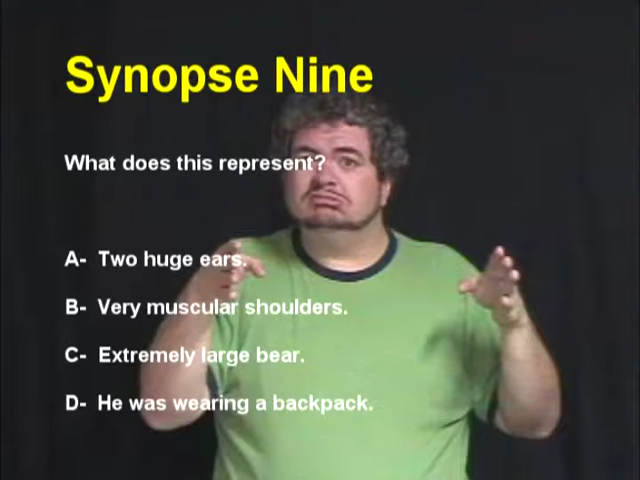 Synopse Nine
What does this represent?
A- Two huge ears.
B- Very muscular shoulders.
C- Extremely large bear.
D- He was wearing a backpack.